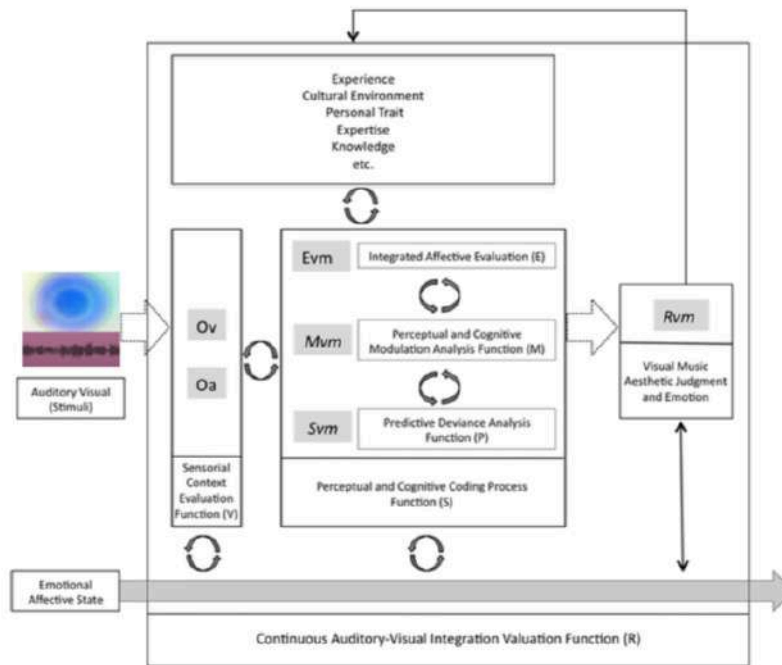 Experience
Cultural Environment
Personal Trait
Expertise
Knowledge
etc.
Auditory Visual
(Stimuli)
Ov
Oa
Sensorial
Context
Evaluation
Function (V)
Evm
Integrated Affective Evaluation (E)
Mvm
Perceptual and Cognitive
Modulation Analysis Function (M)
Svm
Predictive Deviance Analysis
Function (P)
Perceptual and Cognitive Coding Process
Function (S)
Rvm
Visual Music
Aesthetic Judgment
and Emotion
Emotional
Affective State
Continuous Auditory-Visual Integration Valuation Function (R)